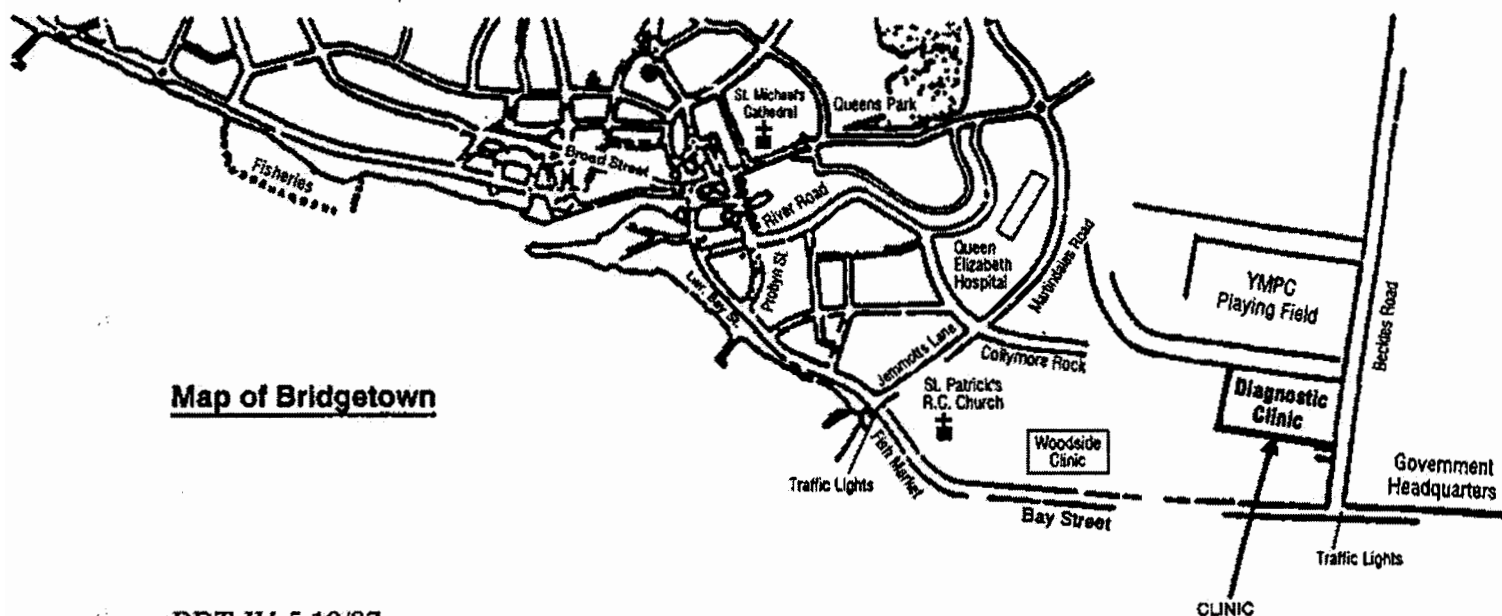 St. Michael's
Cathedral
Queens Park
Broad Street
Fisheries
River Road
Queen
Elizabeth
Hospital
Martindales Road
YMPC
Playing Field
Beckles Road
Probyn St.
Lwr. Bay St.
Map of Bridgetown
Jemmotts Lane
Collymore Rock
St. Patrick's
R.C. Church
Diagnostic
Clinic
Woodside
Clinic
Fish Market
Traffic Lights
Government
Headquarters
Bay Street
Traffic Lights
CLINIC